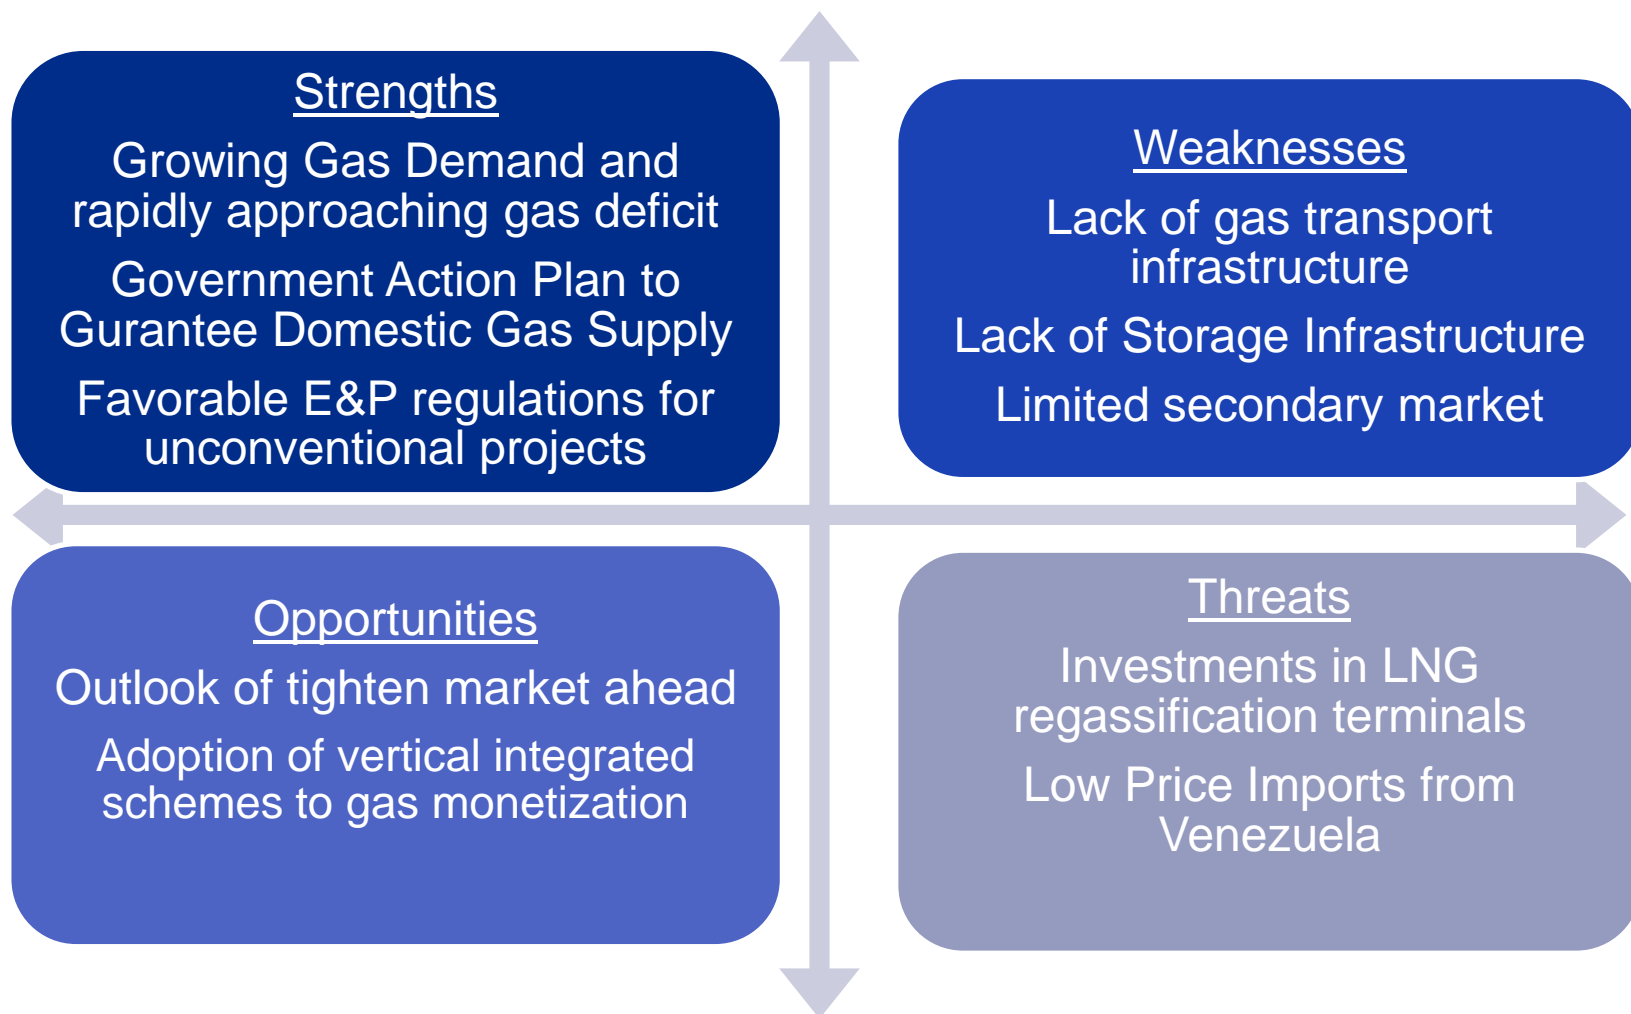 Strengths
Growing Gas Demand and
rapidly approaching gas deficit
Government Action Plan to
Gurantee Domestic Gas Supply
Favorable E&P regulations for
unconventional projects
Weaknesses
Lack of gas transport
infrastructure
Lack of Storage Infrastructure
Limited secondary market
Opportunities
Outlook of tighten market ahead
Adoption of vertical integrated
schemes to gas monetization
Threats
Investments in LNG
regassification terminals
Low Price Imports from
Venezuela